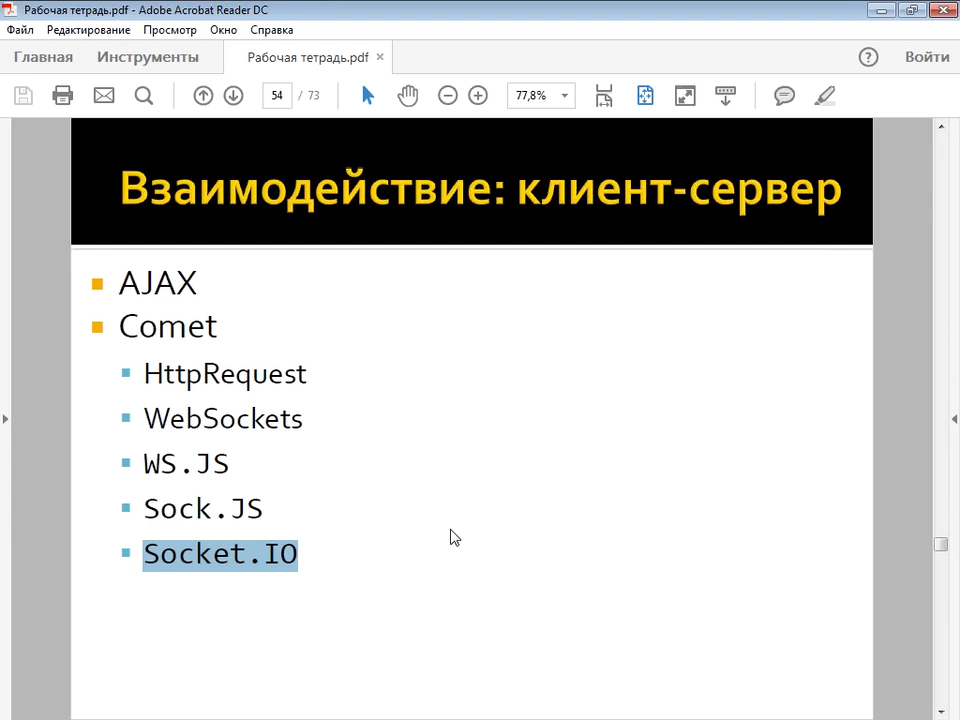 Рабочая тетрадь.pdf - Adobe Acrobat Reader DC
Файл Редактирование Просмотр Окно Справка
Главная Инструменты Рабочая тетрадь.pdf × Войти
54 / 73 77,8%
Взаимодействие: клиент-сервер
AJAX
Comet
HttpRequest
WebSockets
WS.JS
Sock.JS
Socket.IO